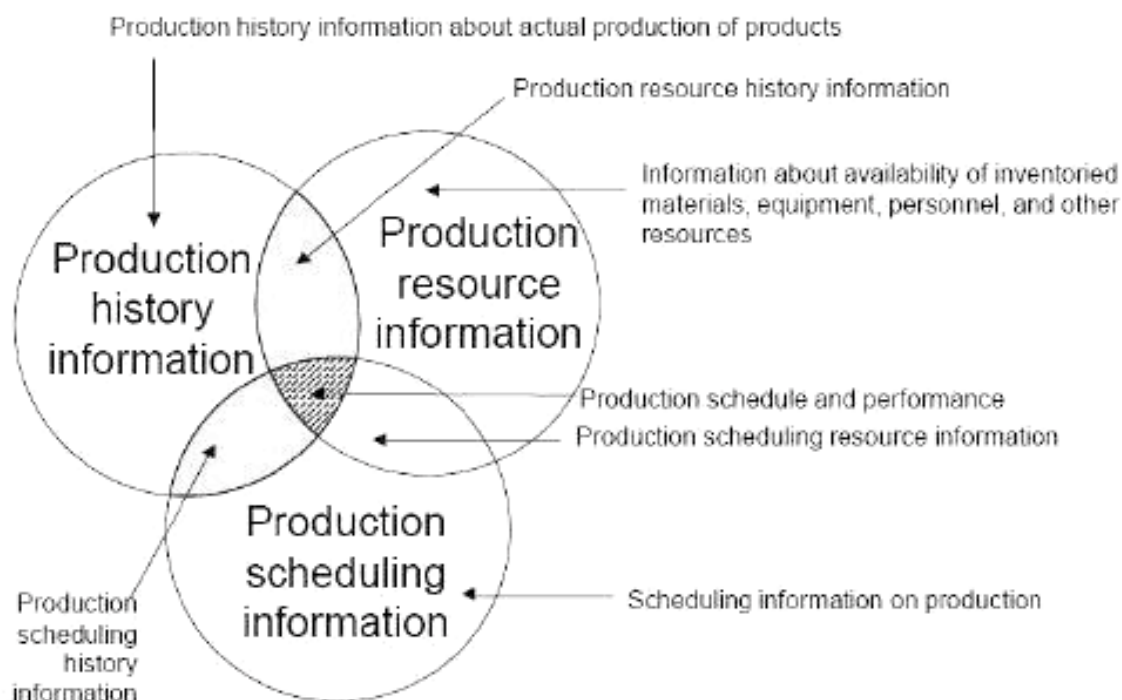 Production history information about actual production of products
Production resource history information
Information about availability of inventoried
materials, equipment, personnel, and other
resources
Production
history
information
Production
resource
information
Production schedule and performance
Production scheduling resource information
Production
scheduling
information
Scheduling information on production
Production
scheduling
history
information